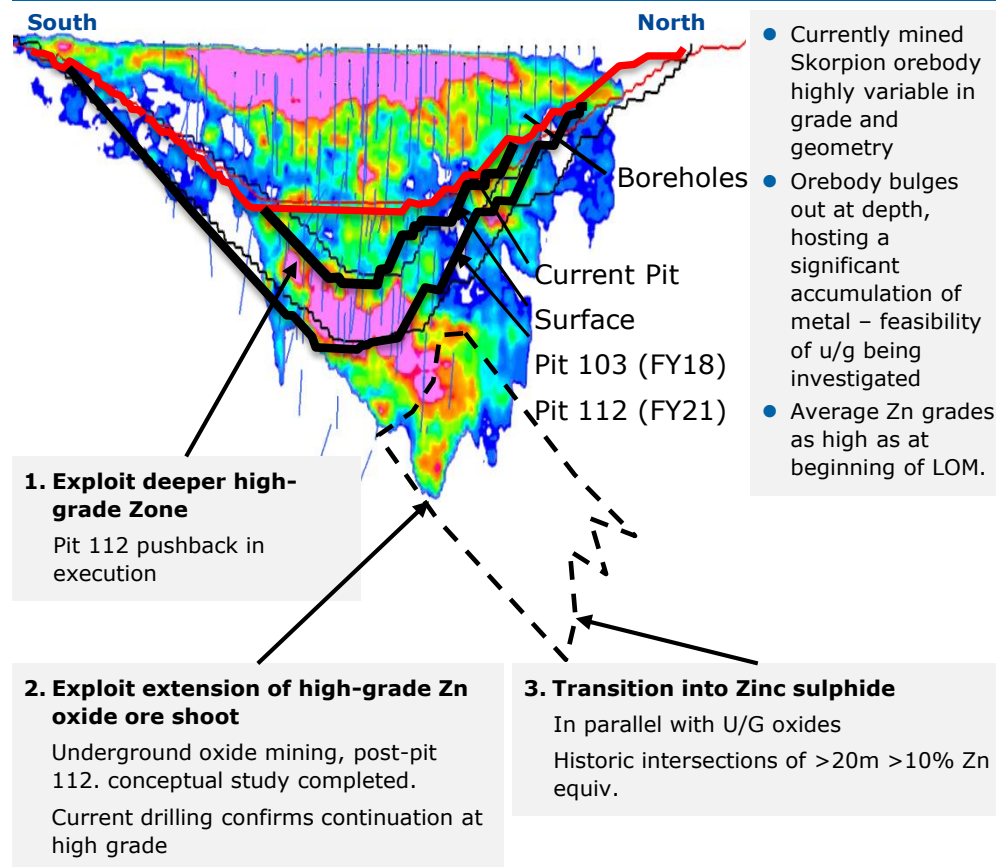 South
North
Boreholes
Current Pit
Surface
Pit 103 (FY18)
Pit 112 (FY21)
• Currently mined
Skorpion orebody
highly variable in
grade and
geometry
• Orebody bulges
out at depth,
hosting a
significant
accumulation of
metal – feasibility
of u/g being
investigated
• Average Zn grades
as high as at
beginning of LOM.
1. Exploit deeper high-
grade Zone
Pit 112 pushback in
execution
2. Exploit extension of high-grade Zn
oxide ore shoot
Underground oxide mining, post-pit
112. conceptual study completed.
Current drilling confirms continuation at
high grade
3. Transition into Zinc sulphide
In parallel with U/G oxides
Historic intersections of >20m >10% Zn
equiv.